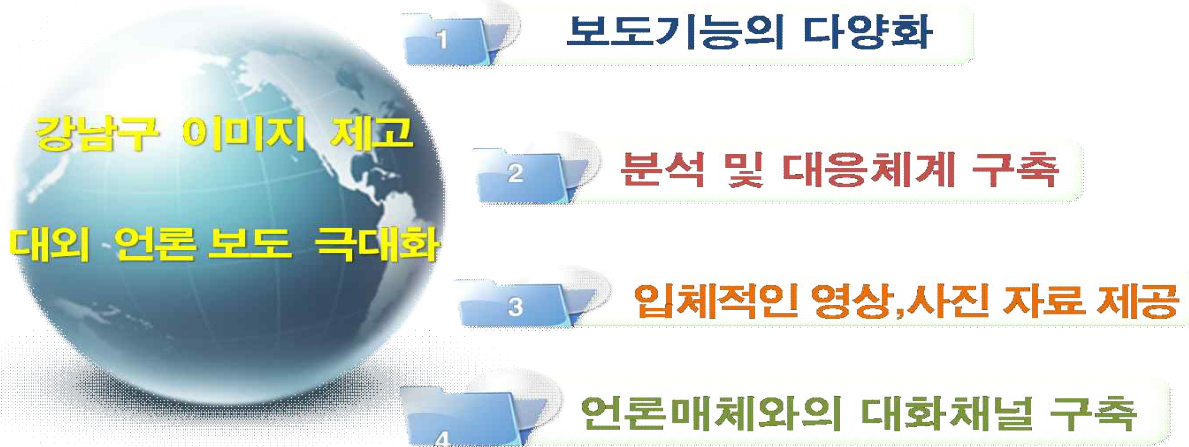 강남구 이미지 제고
대외 언론 보도 극대화
1 보도기능의 다양화
2 분석 및 대응체계 구축
3 입체적인 영상,사진 자료 제공
4 언론매체와의 대화채널 구축